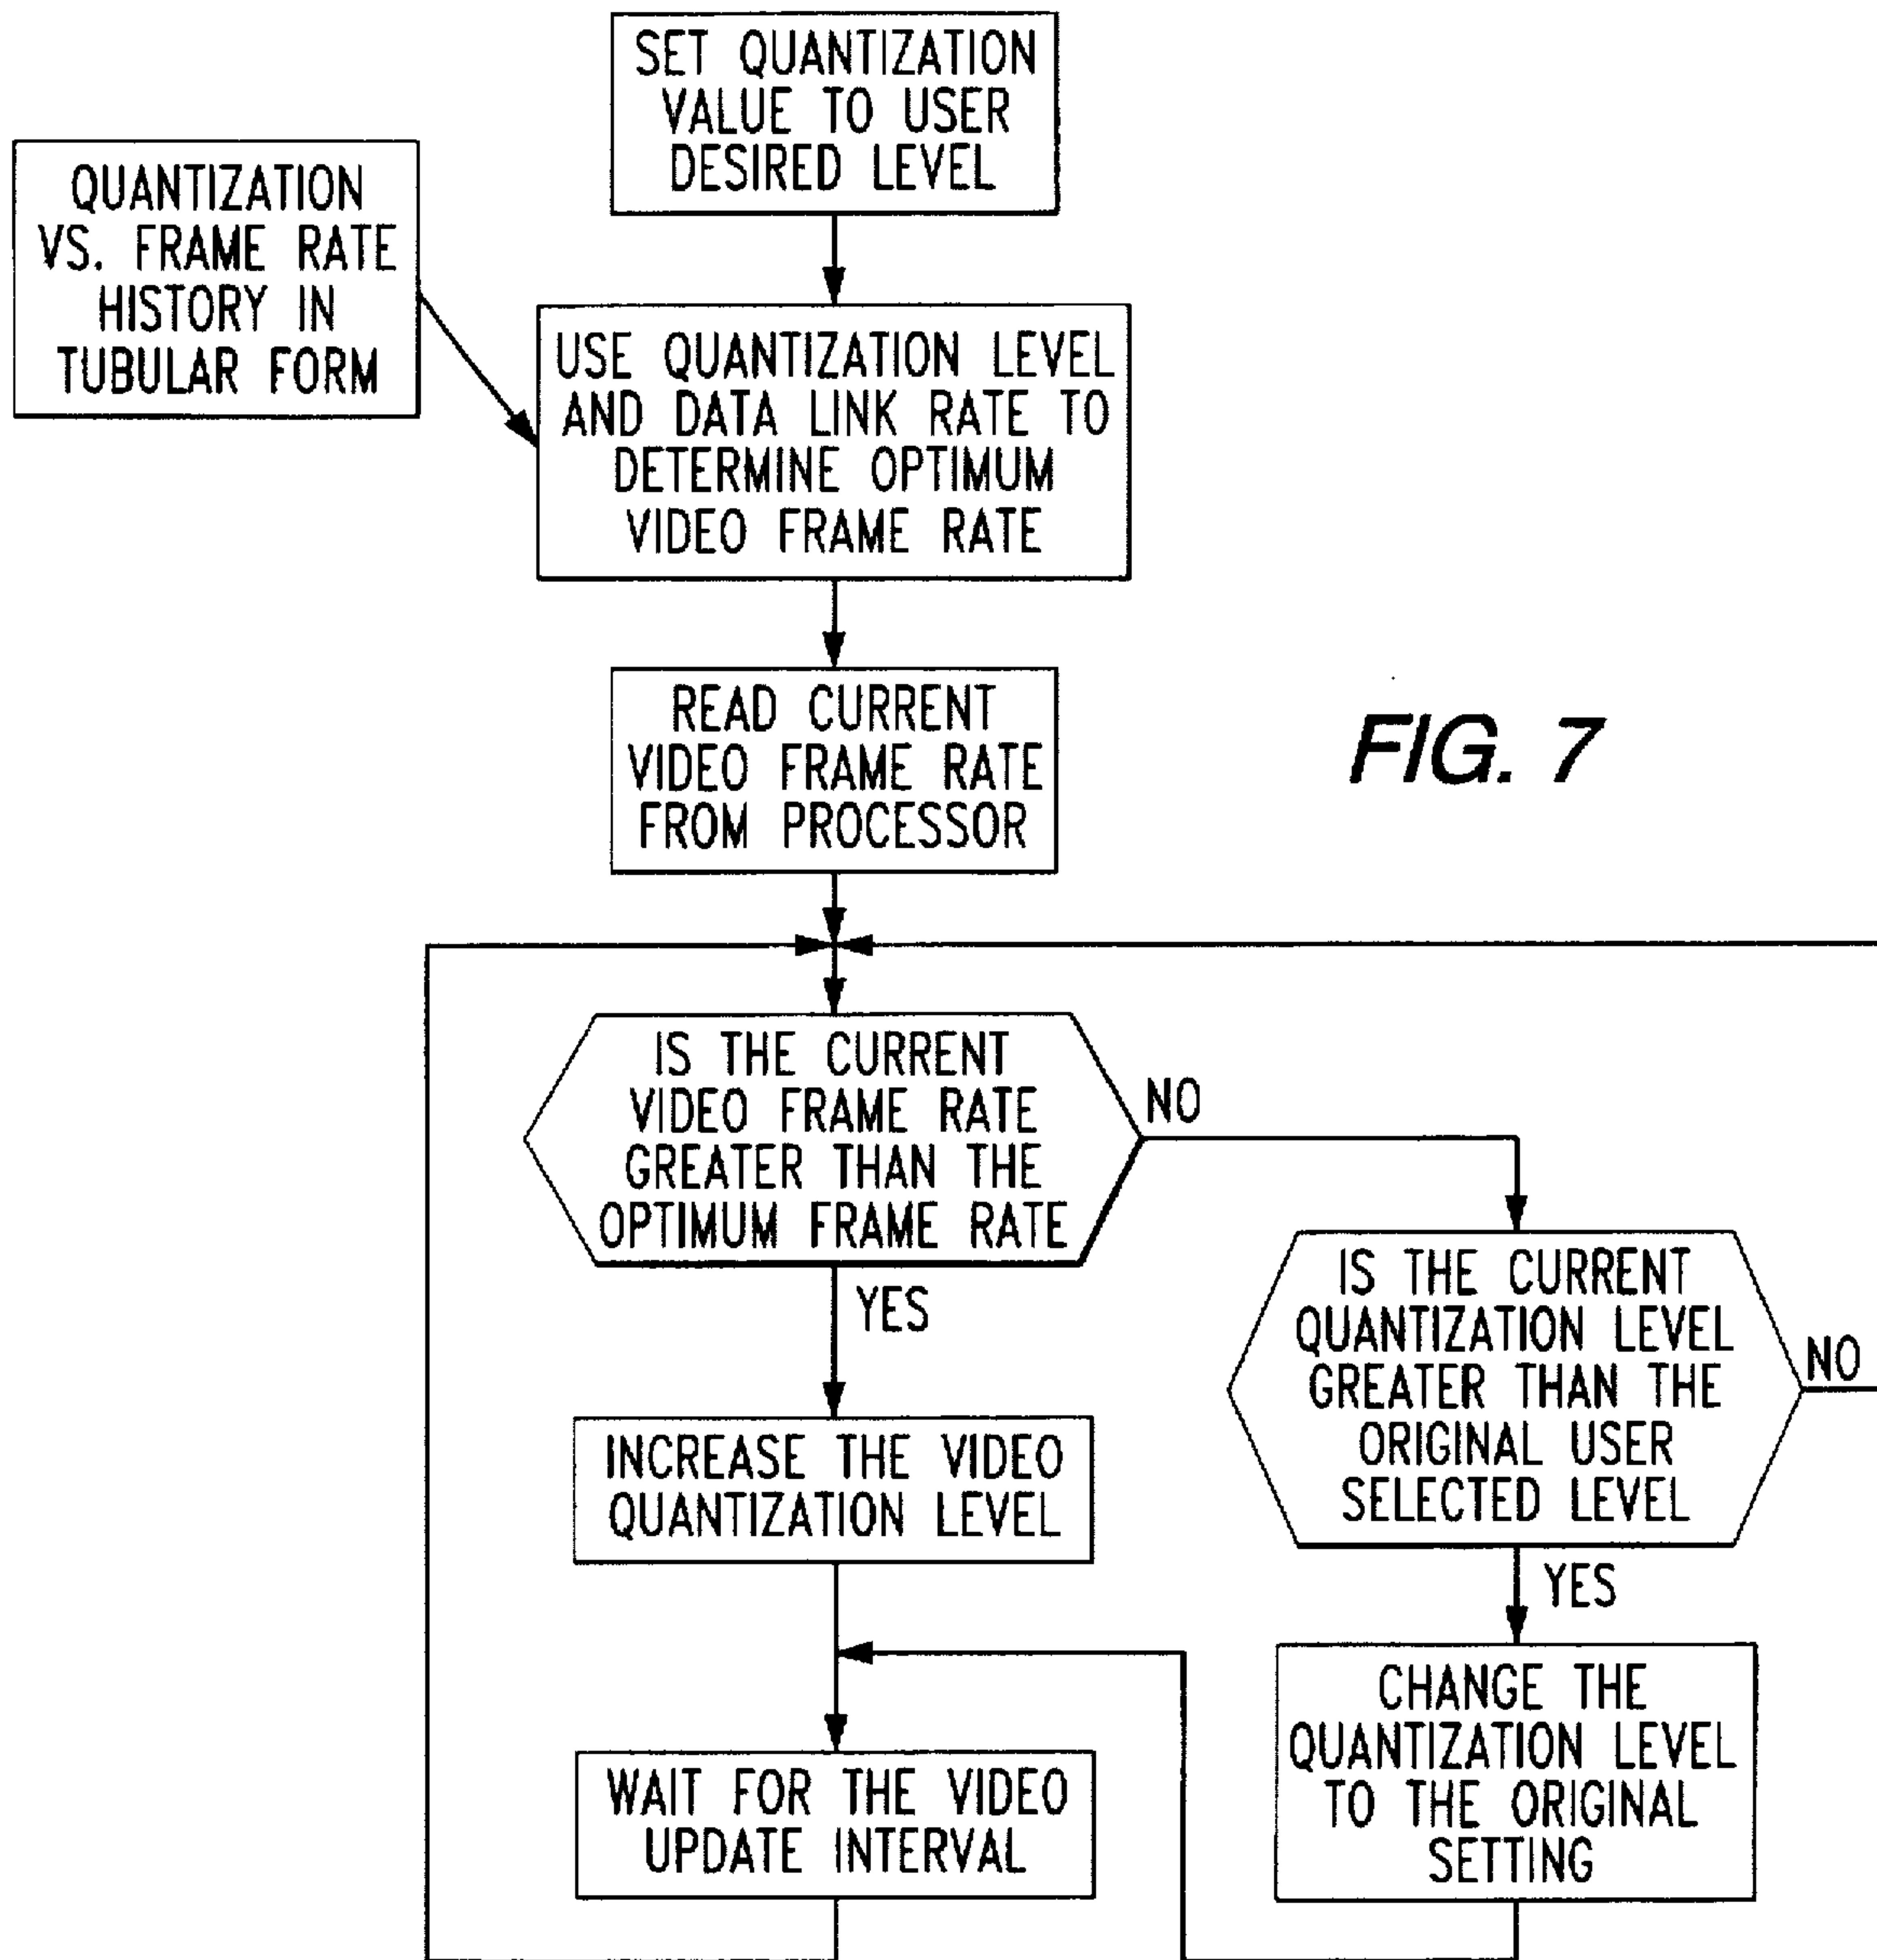 SET QUANTIZATION
VALUE TO USER
DESIRED LEVEL
QUANTIZATION
VS. FRAME RATE
HISTORY IN
TUBULAR FORM
USE QUANTIZATION LEVEL
AND DATA LINK RATE TO
DETERMINE OPTIMUM
VIDEO FRAME RATE
READ CURRENT
VIDEO FRAME RATE
FROM PROCESSOR
FIG. 7
IS THE CURRENT
VIDEO FRAME RATE
GREATER THAN THE
OPTIMUM FRAME RATE
NO
YES
IS THE CURRENT
QUANTIZATION LEVEL
GREATER THAN THE
ORIGINAL USER
SELECTED LEVEL
NO
YES
INCREASE THE VIDEO
QUANTIZATION LEVEL
CHANGE THE
QUANTIZATION LEVEL
TO THE ORIGINAL
SETTING
WAIT FOR THE VIDEO
UPDATE INTERVAL